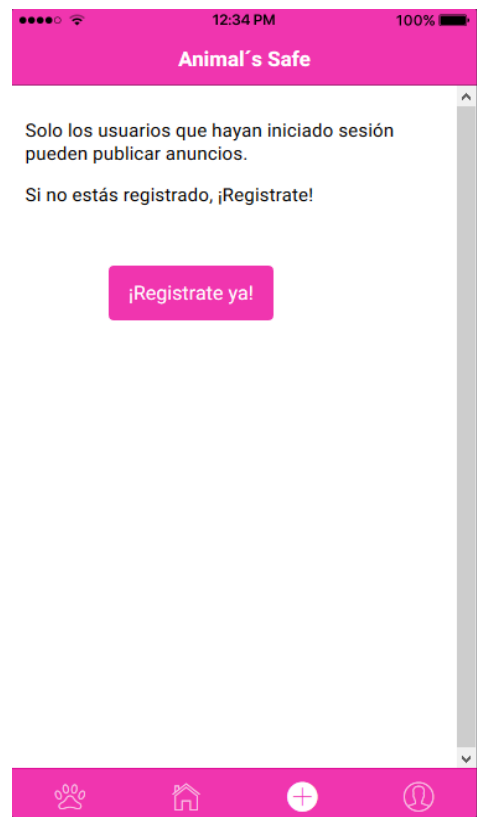 12:34 PM
100%
Animal´s Safe
Solo los usuarios que hayan iniciado sesión
pueden publicar anuncios.
Si no estás registrado, ¡Registrate!
¡Registrate ya!